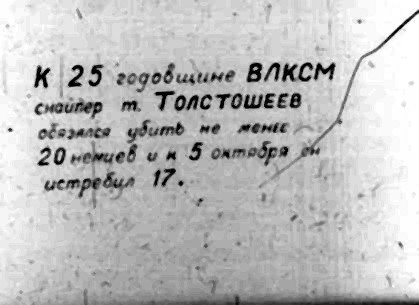 К 25 годовщине ВЛКСМ
снайпер т. ТОЛСТОШЕЕВ
обязался убить не менее
20 немцев и к 5 октября он
истребил 17.